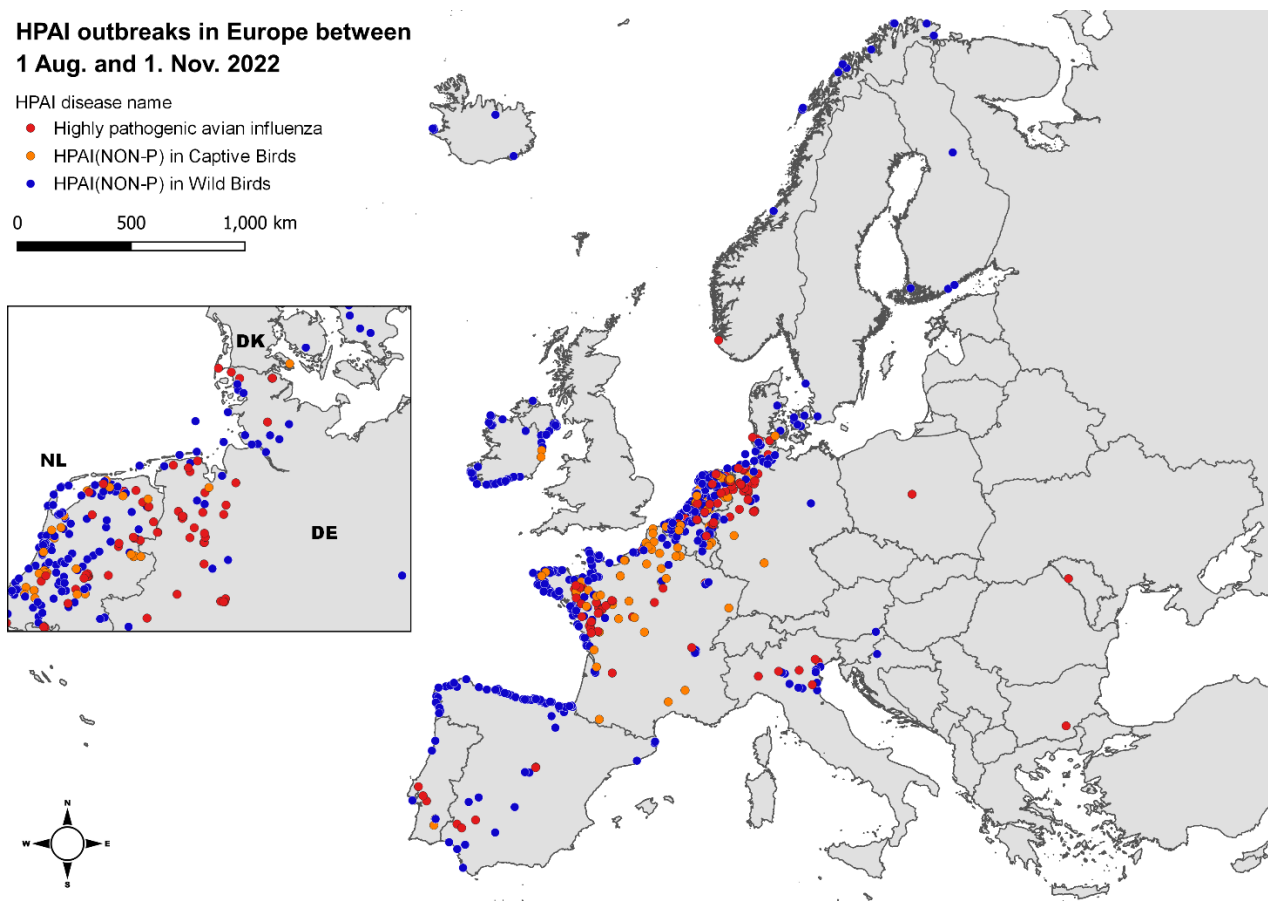 HPAI outbreaks in Europe between
1 Aug. and 1. Nov. 2022
HPAI disease name
Highly pathogenic avian influenza
HPAI(NON-P) in Captive Birds
HPAI(NON-P) in Wild Birds
0 500 1,000 km
DK
NL
DE
N
W E
S